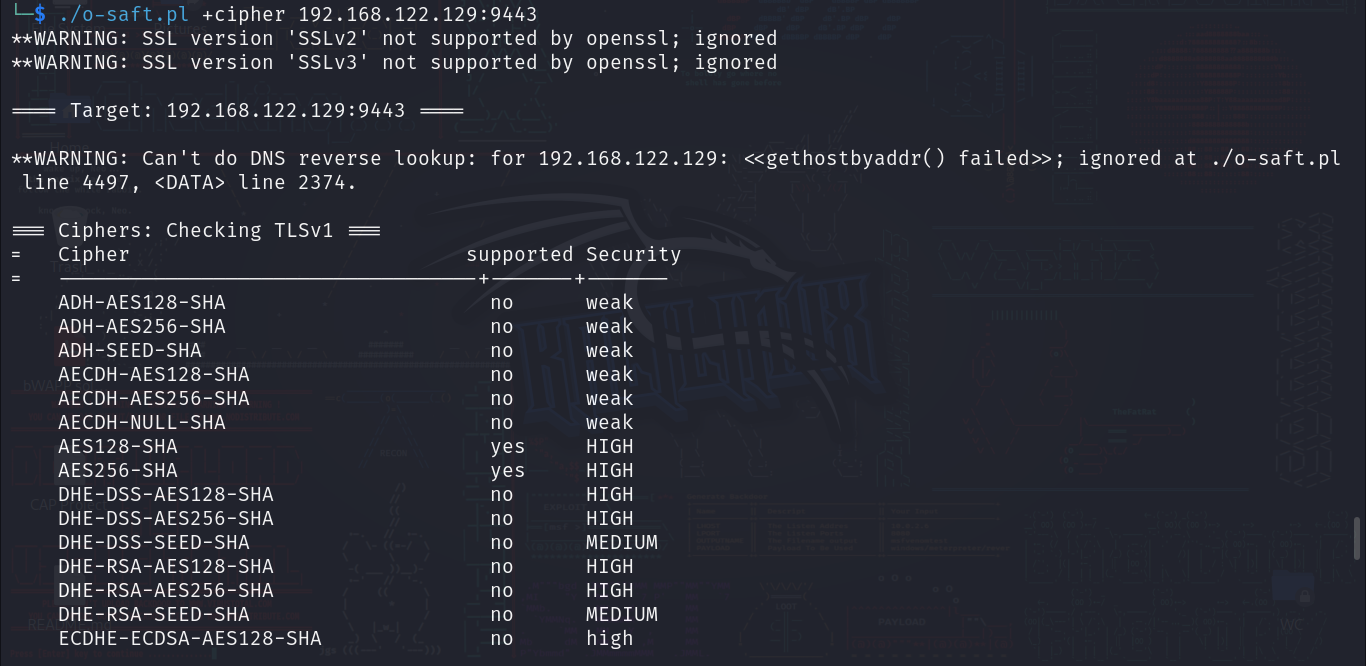 └─$ ./o-saft.pl +cipher 192.168.122.129:9443
**WARNING: SSL version 'SSLv2' not supported by openssl; ignored
**WARNING: SSL version 'SSLv3' not supported by openssl; ignored
==== Target: 192.168.122.129:9443 ====
**WARNING: Can't do DNS reverse lookup: for 192.168.122.129: <<gethostbyaddr() failed>>; ignored at ./o-saft.pl
line 4497, <DATA> line 2374.
=== Ciphers: Checking TLSv1 ===
= Cipher supported Security
= -----------------------------------+-------+-------
ADH-AES128-SHA no weak
ADH-AES256-SHA no weak
ADH-SEED-SHA no weak
AECDH-AES128-SHA no weak
AECDH-AES256-SHA no weak
AECDH-NULL-SHA no weak
AES128-SHA yes HIGH
AES256-SHA yes HIGH
DHE-DSS-AES128-SHA no HIGH
DHE-DSS-AES256-SHA no HIGH
DHE-DSS-SEED-SHA no MEDIUM
DHE-RSA-AES128-SHA no HIGH
DHE-RSA-AES256-SHA no HIGH
DHE-RSA-SEED-SHA no MEDIUM
ECDHE-ECDSA-AES128-SHA no high
KALI LINUX